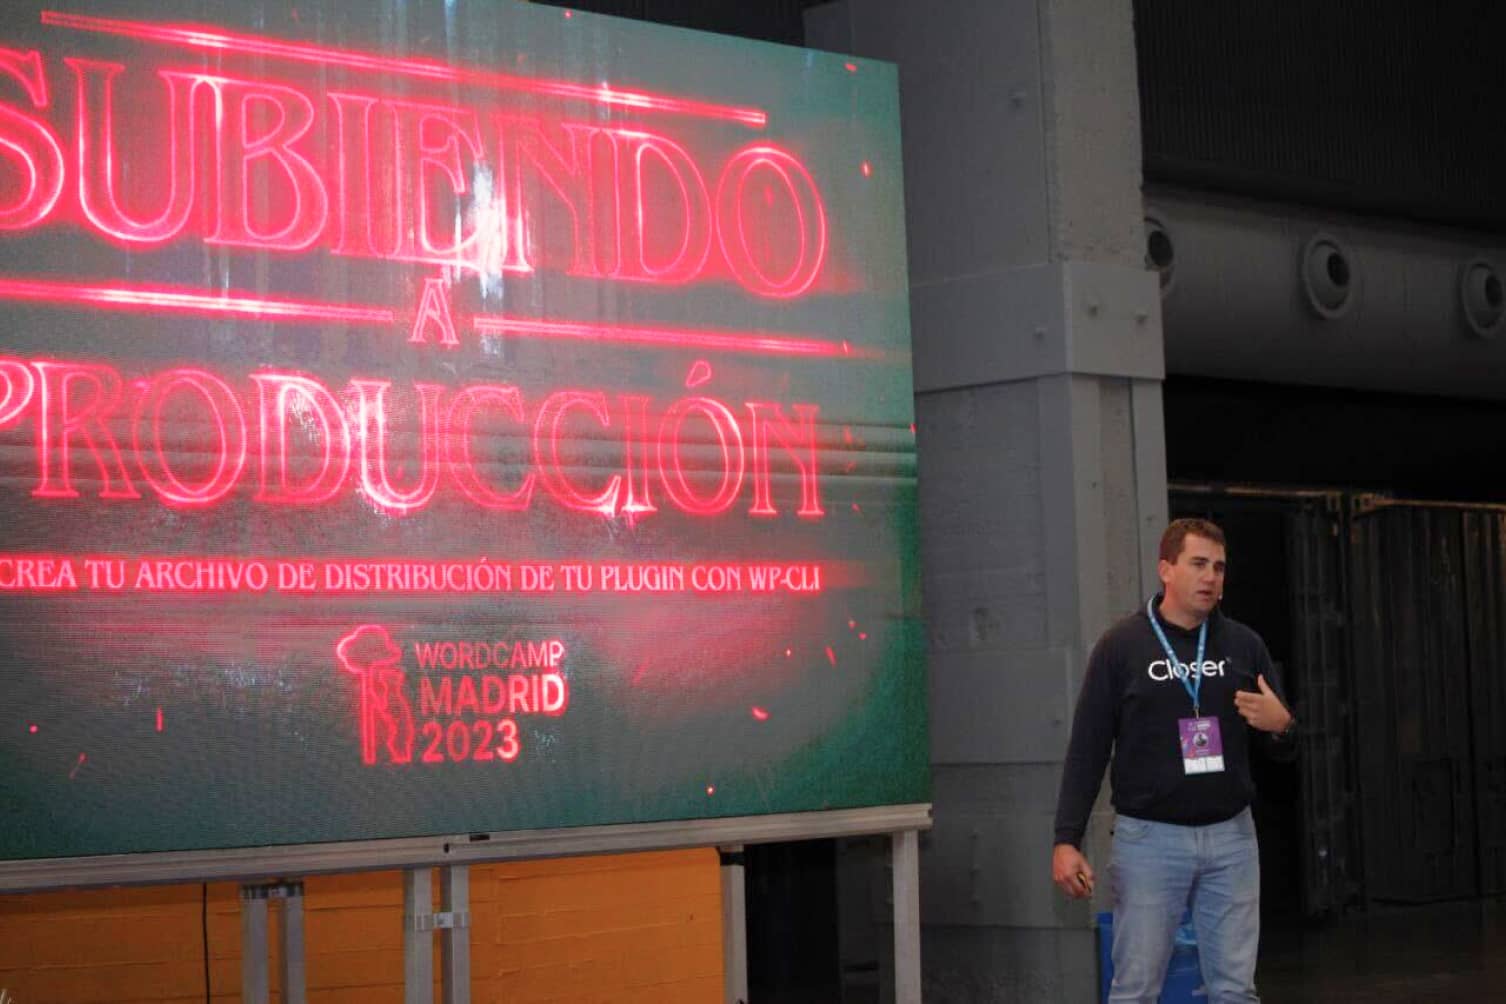 SUBIENDO
A
PRODUCCIÓN
CREA TU ARCHIVO DE DISTRIBUCIÓN DE TU PLUGIN CON WP-CLI
WORDCAMP
MADRID
2023
Closer